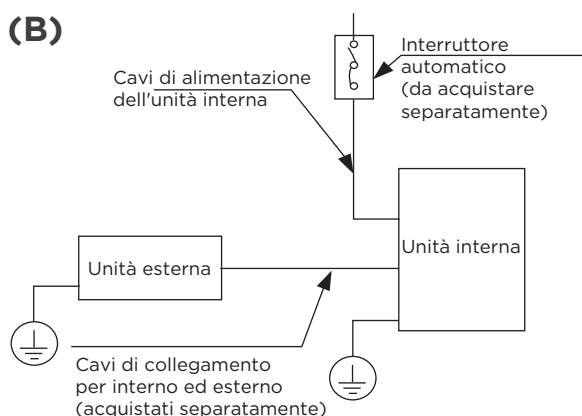 (B)
Interruttore
automatico
(da acquistare
separatamente)
Cavi di alimentazione
dell'unità interna
Unità interna
Unità esterna
Cavi di collegamento
per interno ed esterno
(acquistati separatamente)